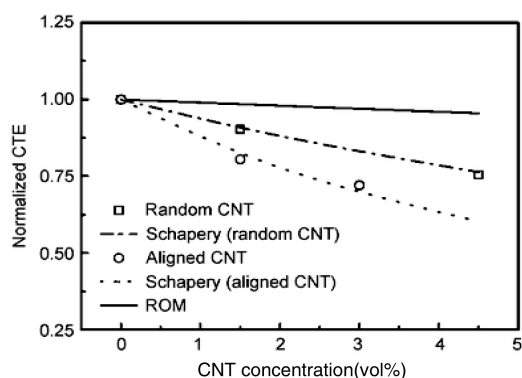 1.25
1.00
0.75
0.50
0.25
Normalized CTE
Random CNT
Schapery (random CNT)
Aligned CNT
Schapery (aligned CNT)
ROM
0 1 2 3 4 5
CNT concentration(vol%)